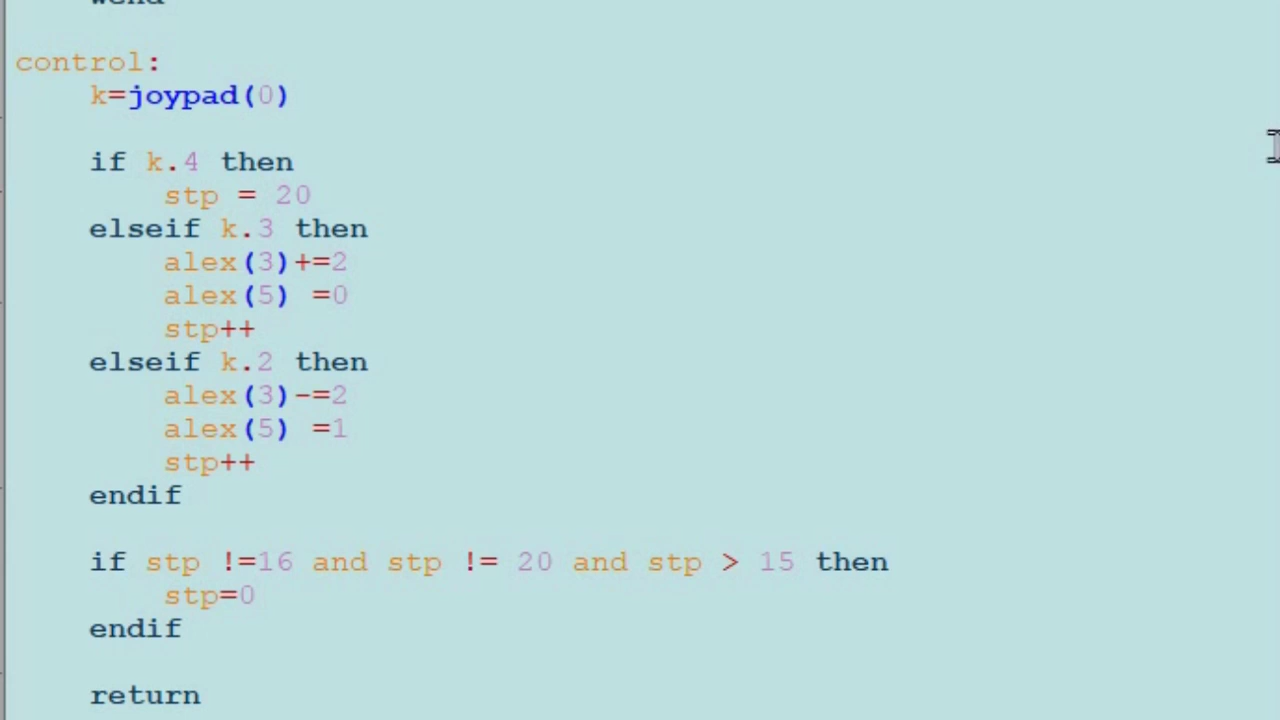 wend
control:
k=joypad(0)
if k.4 then
stp = 20
elseif k.3 then
alex(3)+=2
alex(5) =0
stp++
elseif k.2 then
alex(3)-=2
alex(5) =1
stp++
endif
if stp !=16 and stp != 20 and stp > 15 then
stp=0
endif
return